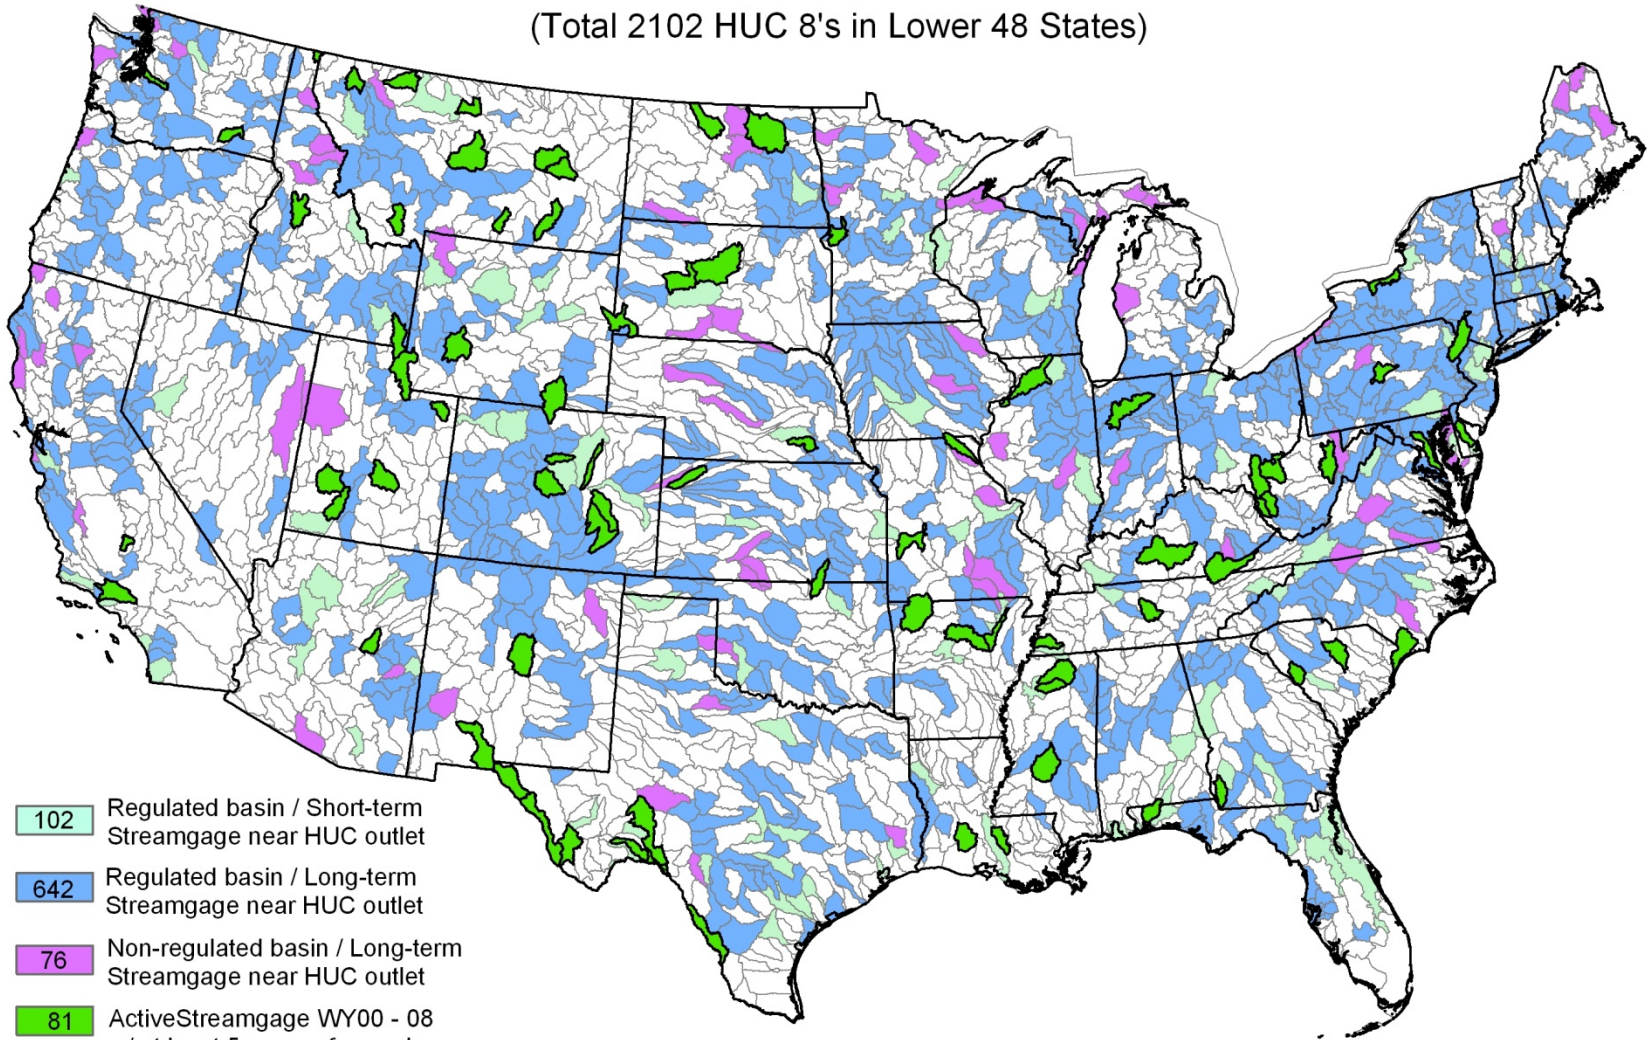 (Total 2102 HUC 8's in Lower 48 States)
102 Regulated basin / Short-term
Streamgage near HUC outlet
642 Regulated basin / Long-term
Streamgage near HUC outlet
76 Non-regulated basin / Long-term
Streamgage near HUC outlet
81 ActiveStreamgage WY00 - 08